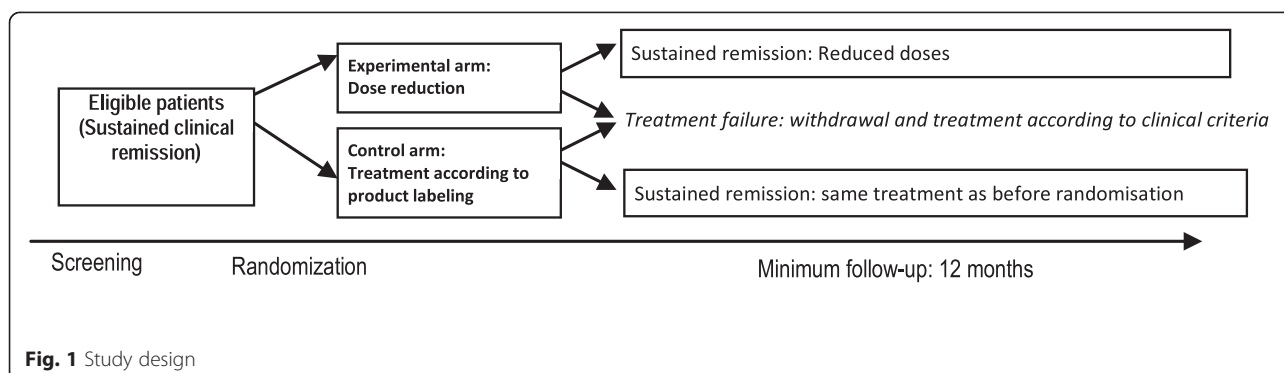 Eligible patients
(Sustained clinical
remission)
Experimental arm:
Dose reduction
Control arm:
Treatment according to
product labeling
Sustained remission: Reduced doses
Treatment failure: withdrawal and treatment according to clinical criteria
Sustained remission: same treatment as before randomisation
Screening
Randomization
Minimum follow-up: 12 months
Fig. 1 Study design